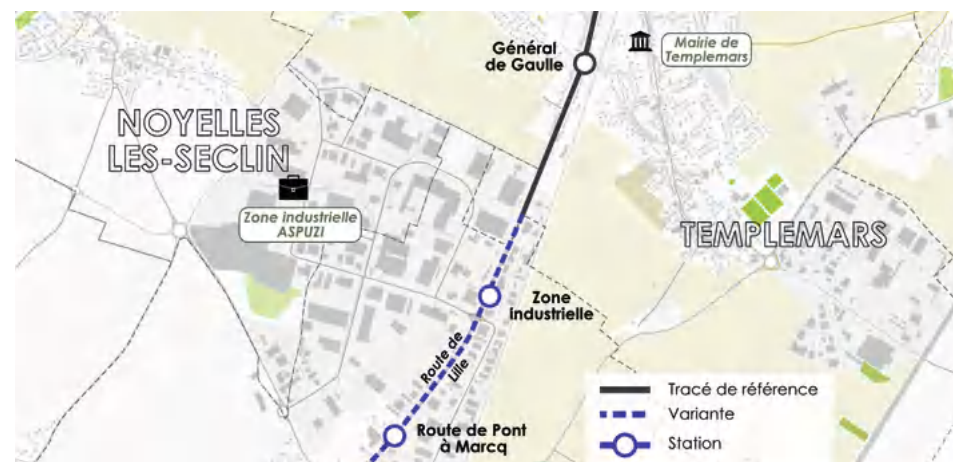 Général
de Gaulle
Mairie de
Templemars
NOYELLES
LES-SECLIN
Zone industrielle
ASPUZI
TEMPLEMARS
Zone
industrielle
Route de
Lille
Route de Pont
à Marcq
Tracé de référence
Variante
Station